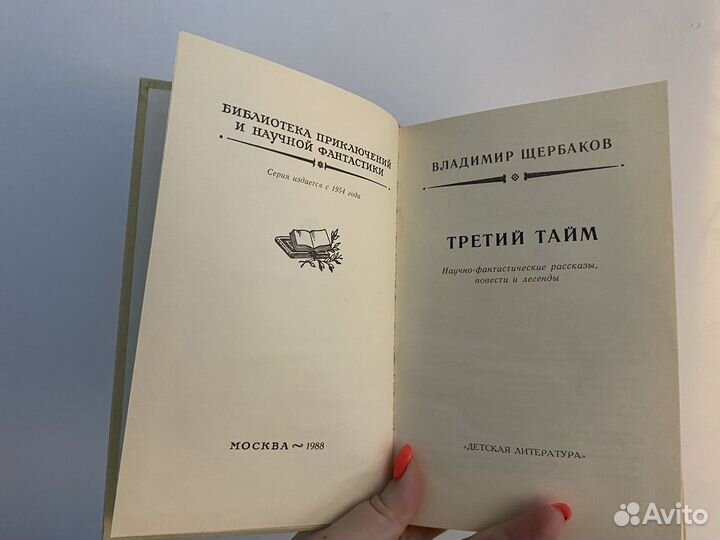 БИБЛИОТЕКА ПРИКЛЮЧЕНИЙ
И НАУЧНОЙ ФАНТАСТИКИ
Серия издается с 1954 года
МОСКВА ~ 1988
ВЛАДИМИР ЩЕРБАКОВ
ТРЕТИЙ ТАЙМ
Научно-фантастические рассказы,
повести и легенды
«ДЕТСКАЯ ЛИТЕРАТУРА»
Avito